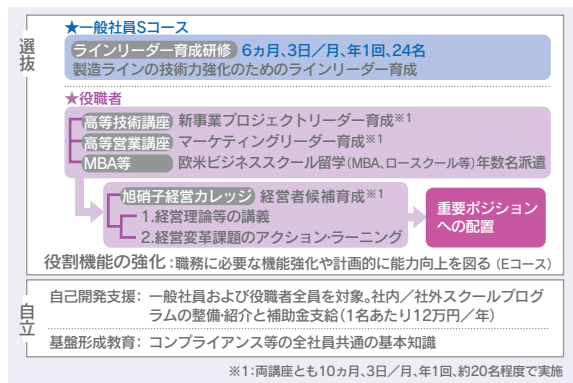 選抜
★一般社員Sコース
ラインリーダー育成研修 6ヵ月、3日／月、年1回、24名
製造ラインの技術力強化のためのラインリーダー育成
★役職者
高等技術講座 新事業プロジェクトリーダー育成※1
高等営業講座 マーケティングリーダー育成※1
MBA等 欧米ビジネススクール留学（MBA、ロースクール等）年数名派遣
旭硝子経営カレッジ 経営者候補育成※1
1.経営理論等の講義
2.経営変革課題のアクション・ラーニング
重要ポジション
への配置
役割機能の強化：職務に必要な機能強化や計画的に能力向上を図る（Eコース）
自立
自己開発支援： 一般社員および役職者全員を対象。社内／社外スクールプログ
ラムの整備・紹介と補助金支給（1名あたり12万円／年）
基盤形成教育： コンプライアンス等の全社員共通の基本知識
※1：両講座とも10ヵ月、3日／月、年1回、約20名程度で実施